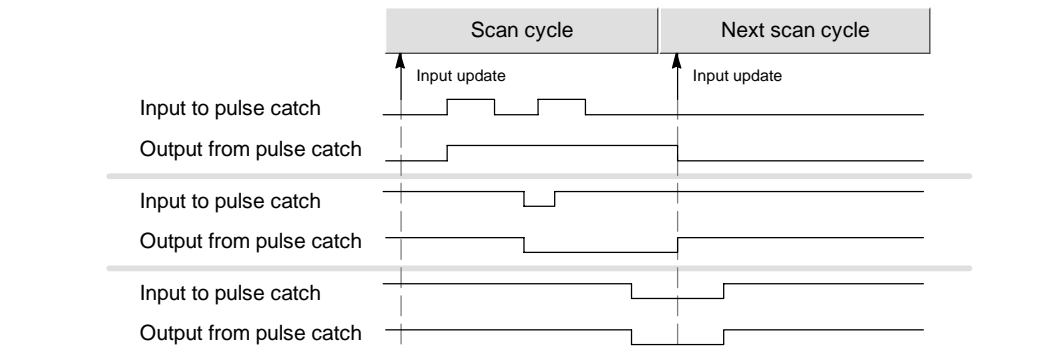 Scan cycle
Next scan cycle
Input update
Input update
Input to pulse catch
Output from pulse catch
Input to pulse catch
Output from pulse catch
Input to pulse catch
Output from pulse catch